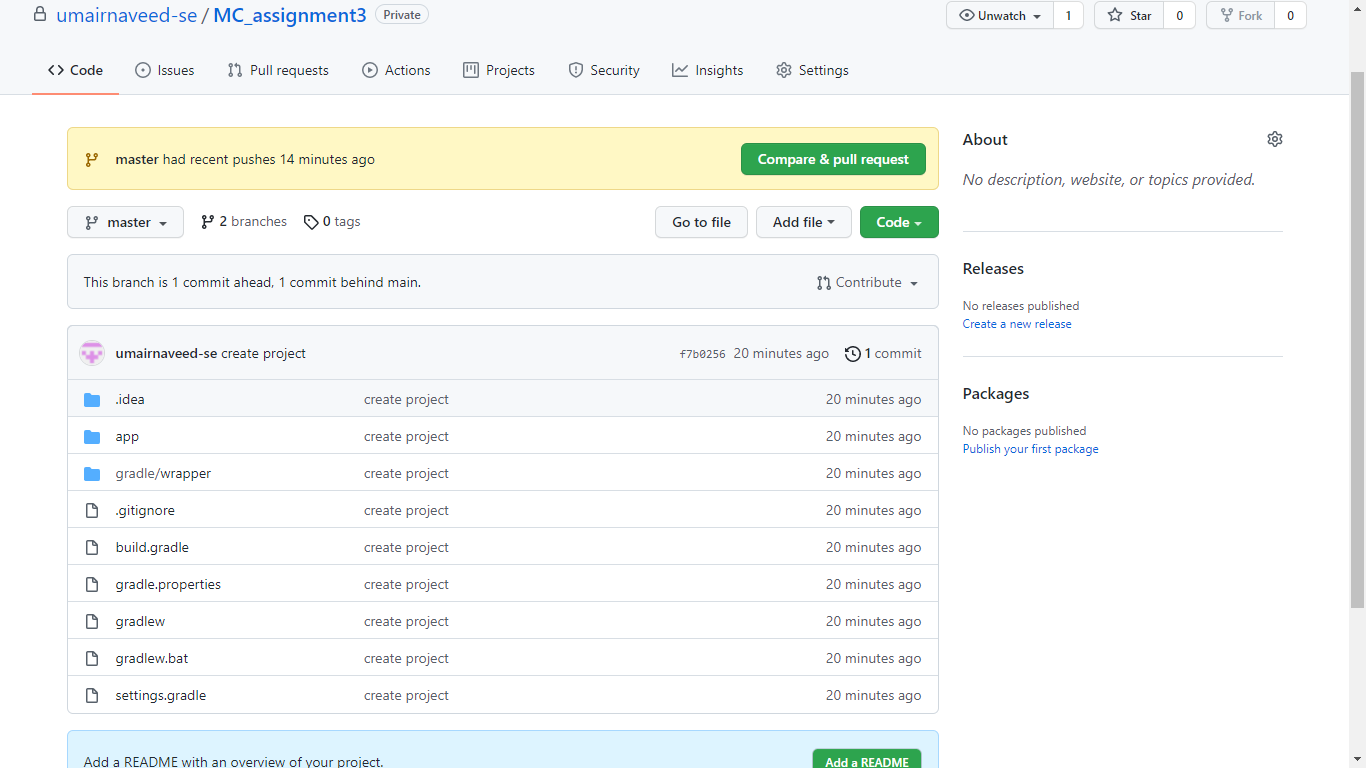 umairnaveed-se / MC_assignment3 Private Unwatch 1 Star 0 Fork 0
Code Issues Pull requests Actions Projects Security Insights Settings
master had recent pushes 14 minutes ago Compare & pull request
master 2 branches 0 tags Go to file Add file Code
This branch is 1 commit ahead, 1 commit behind main. Contribute
umairnaveed-se create project f7b0256 20 minutes ago 1 commit
.idea create project 20 minutes ago
app create project 20 minutes ago
gradle/wrapper create project 20 minutes ago
.gitignore create project 20 minutes ago
build.gradle create project 20 minutes ago
gradle.properties create project 20 minutes ago
gradlew create project 20 minutes ago
gradlew.bat create project 20 minutes ago
settings.gradle create project 20 minutes ago
Add a README with an overview of your project. Add a README
About
No description, website, or topics provided.
Releases
No releases published
Create a new release
Packages
No packages published
Publish your first package